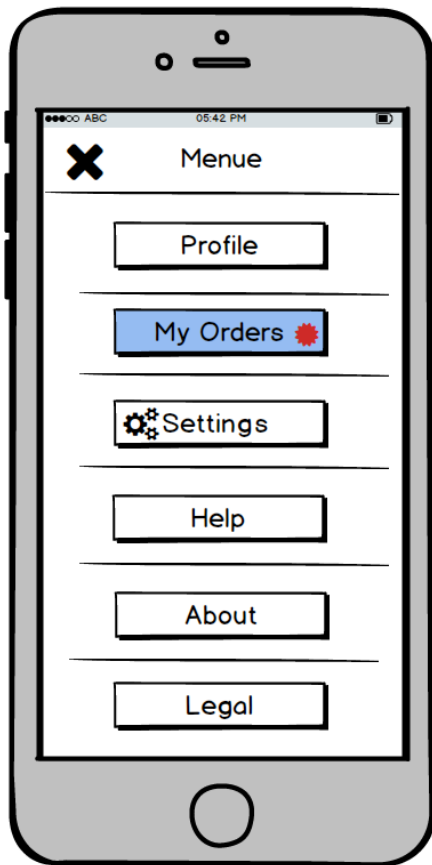 ABC 05:42 PM
Menue
Profile
My Orders
Settings
Help
About
Legal